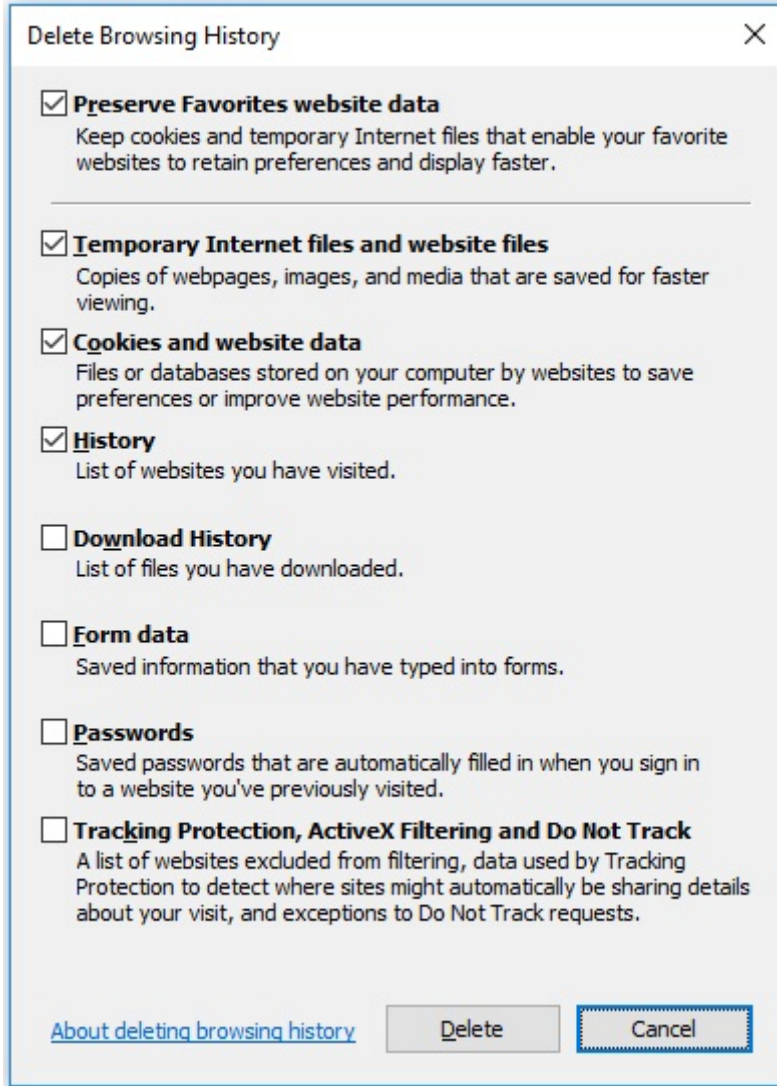 Delete Browsing History
Preserve Favorites website data
Keep cookies and temporary Internet files that enable your favorite
websites to retain preferences and display faster.
Temporary Internet files and website files
Copies of webpages, images, and media that are saved for faster
viewing.
Cookies and website data
Files or databases stored on your computer by websites to save
preferences or improve website performance.
History
List of websites you have visited.
Download History
List of files you have downloaded.
Form data
Saved information that you have typed into forms.
Passwords
Saved passwords that are automatically filled in when you sign in
to a website you've previously visited.
Tracking Protection, ActiveX Filtering and Do Not Track
A list of websites excluded from filtering, data used by Tracking
Protection to detect where sites might automatically be sharing details
about your visit, and exceptions to Do Not Track requests.
About deleting browsing history Delete Cancel